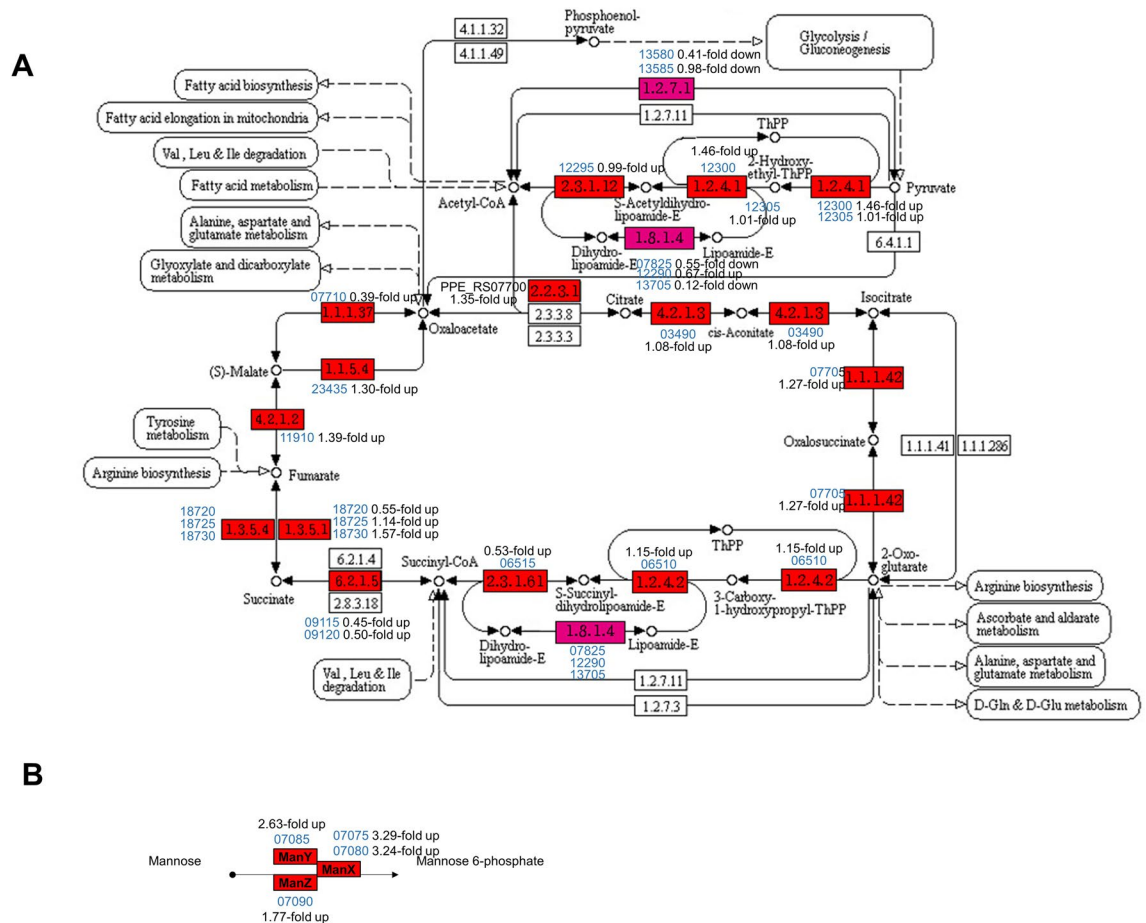 A
4.1.1.32
4.1.1.49
Phosphoenol-
pyruvate
Glycolysis /
Gluconeogenesis
13580 0.41-fold down
13585 0.98-fold down
1.2.7.1
1.2.7.11
Fatty acid biosynthesis
Fatty acid elongation in mitochondria
Val , Leu & Ile degradation
Fatty acid metabolism
Alanine, aspartate and
glutamate metabolism
Glyoxylate and dicarboxylate
metabolism
ThPP
1.46-fold up
12295 0.99-fold up
12300
2-Hydroxy-
ethyl-ThPP
2.3.1.12
1.2.4.1
1.2.4.1
Acetyl-CoA
S-Acetyldihydro-
lipoamide-E
Pyruvate
12305
1.01-fold up
12300 1.46-fold up
12305 1.01-fold up
1.8.1.4
6.4.1.1
Dihydro-
lipoamide-E
Lipoamide-E
07825 0.55-fold down
12290 0.67-fold up
13705 0.12-fold down
07710 0.39-fold up
PPE_RS07700
1.35-fold up
2.2.3.1
2.3.3.8
2.3.3.3
1.1.1.37
Oxaloacetate
Citrate
4.2.1.3
cis-Aconitate
4.2.1.3
Isocitrate
03490
1.08-fold up
03490
1.08-fold up
(S)-Malate
1.1.5.4
23435 1.30-fold up
07705
1.27-fold up
1.1.1.42
4.2.1.2
11910 1.39-fold up
Tyrosine
metabolism
Arginine biosynthesis
Fumarate
Oxalosuccinate
1.1.1.41
1.1.1.286
07705
1.27-fold up
1.1.1.42
18720
18725
18730
1.3.5.4
1.3.5.1
18720 0.55-fold up
18725 1.14-fold up
18730 1.57-fold up
ThPP
6.2.1.4
6.2.1.5
2.8.3.18
Succinate
Succinyl-CoA
0.53-fold up
06515
2.3.1.61
1.15-fold up
06510
1.2.4.2
1.15-fold up
06510
1.2.4.2
2-Oxo-
glutarate
S-Succinyl-
dihydrolipoamide-E
3-Carboxy-
1-hydroxypropyl-ThPP
09115 0.45-fold up
09120 0.50-fold up
1.8.1.4
Dihydro-
lipoamide-E
Lipoamide-E
07825
12290
13705
Val , Leu & Ile
degradation
1.2.7.11
1.2.7.3
Arginine biosynthesis
Ascorbate and aldarate
metabolism
Alanine, aspartate and
glutamate metabolism
D-Gln & D-Glu metabolism
B
2.63-fold up
07085
07075 3.29-fold up
07080 3.24-fold up
Mannose
ManY
ManX
ManZ
Mannose 6-phosphate
07090
1.77-fold up